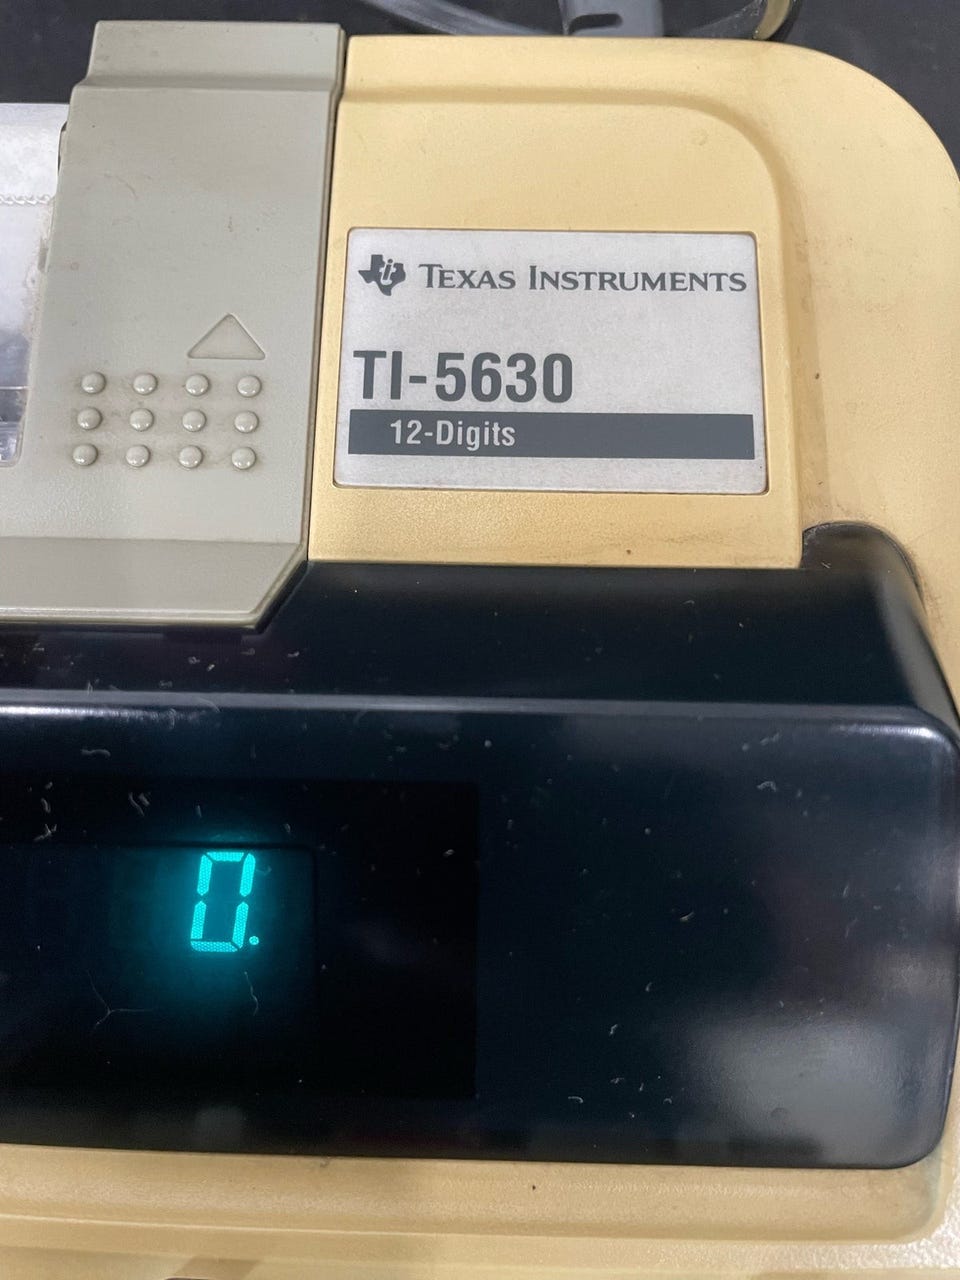 TEXAS INSTRUMENTS
TI-5630
12-Digits
0.